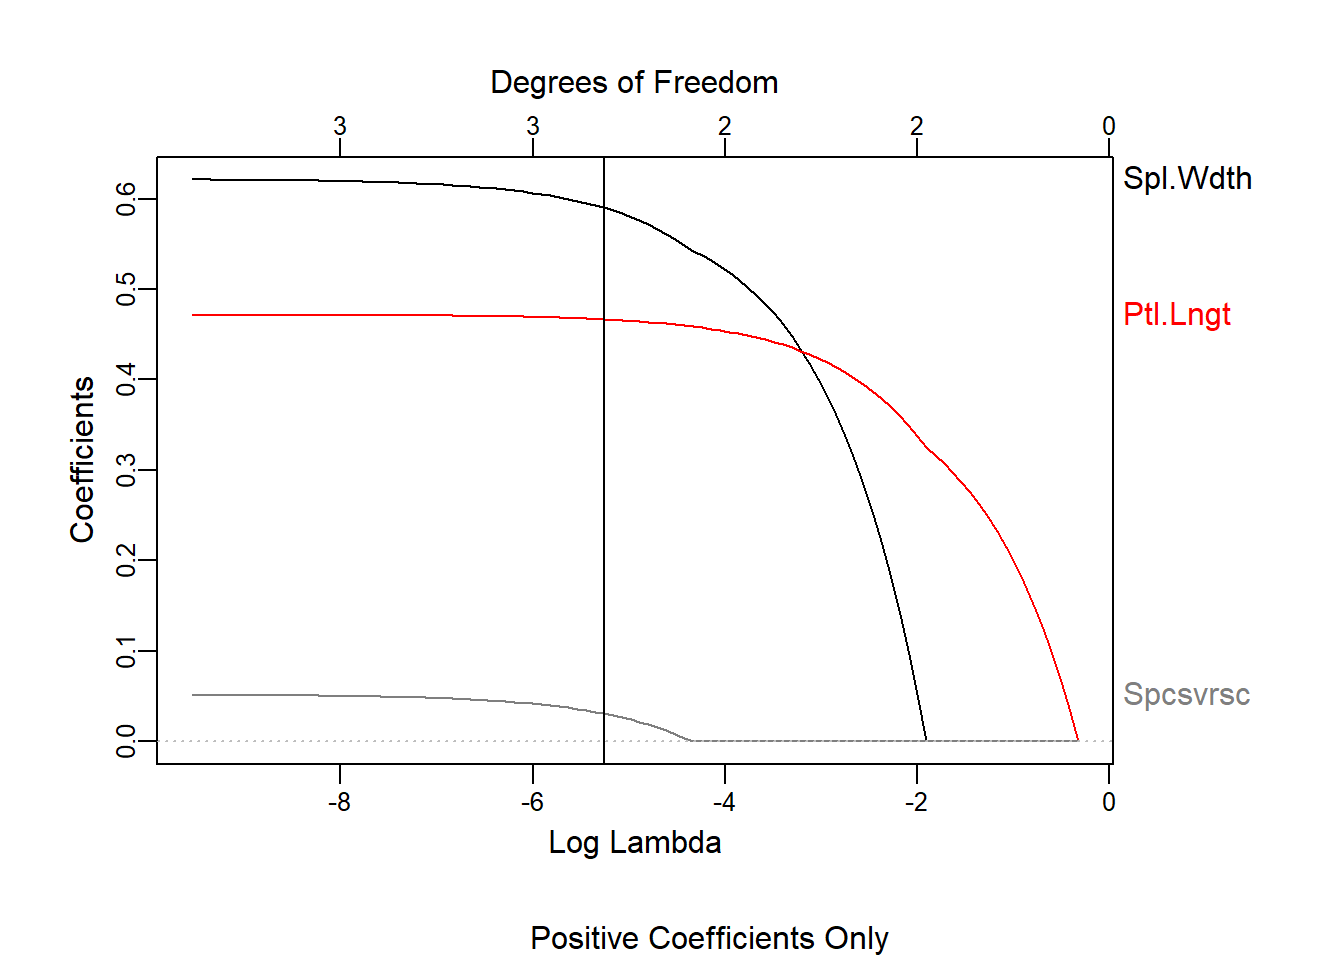 Degrees of Freedom
3 3 2 2 0
Spl.Wdth
Ptl.Lngt
Spcsvrsc
Coefficients
0.6
0.5
0.4
0.3
0.2
0.1
0.0
-8 -6 -4 -2 0
Log Lambda
Positive Coefficients Only